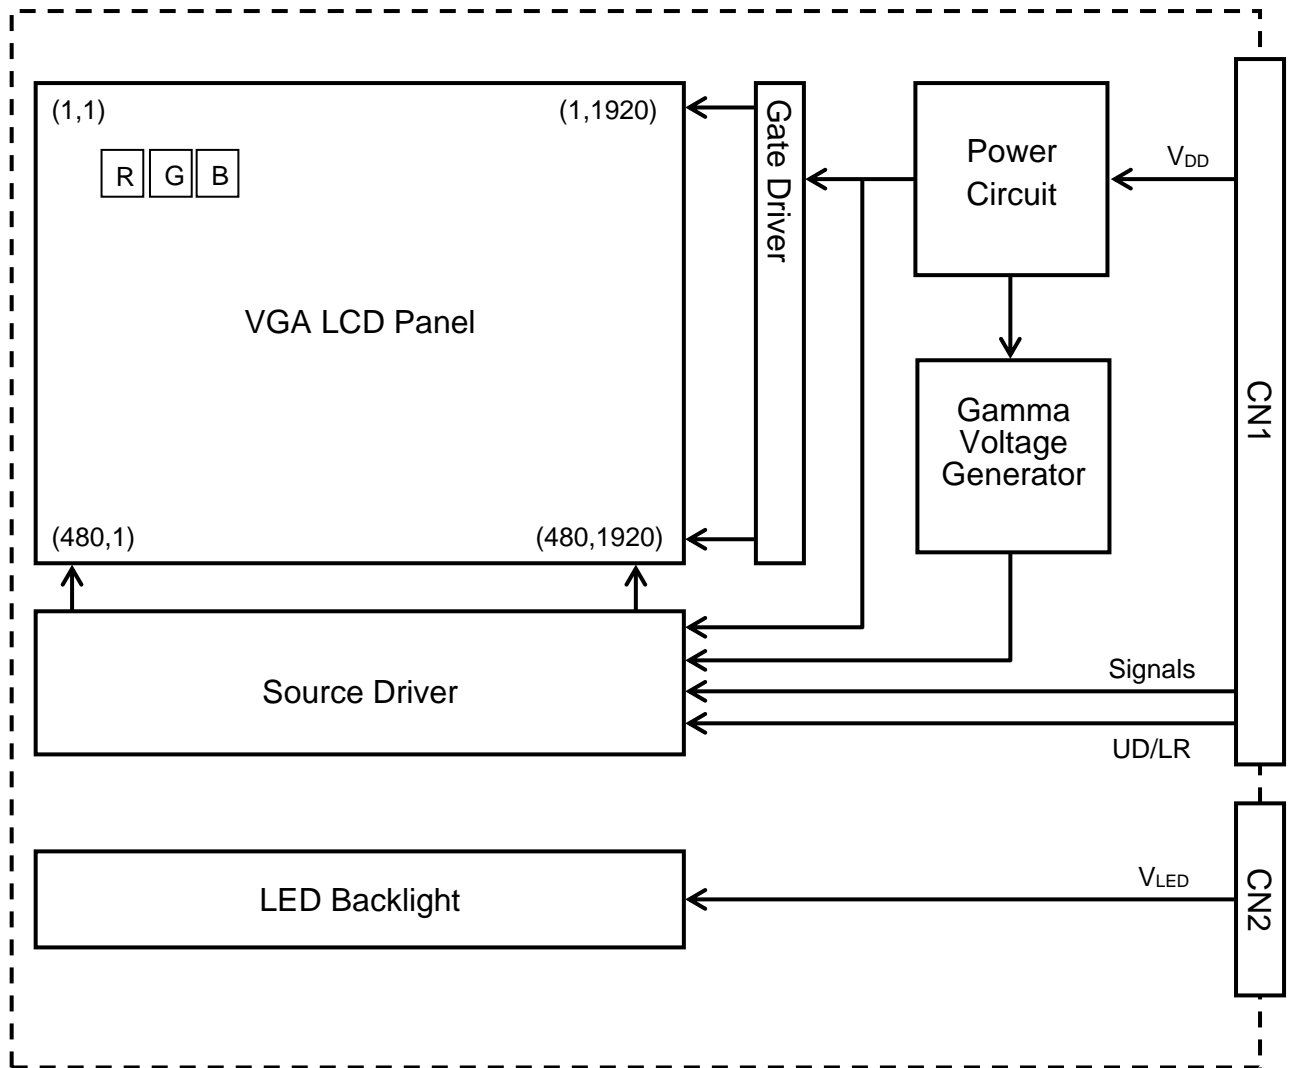 (1,1)
(1,1920)
R
G
B
VGA LCD Panel
(480,1)
(480,1920)
Gate Driver
Power
Circuit
VDD
Gamma
Voltage
Generator
CN1
Source Driver
Signals
UD/LR
LED Backlight
VLED
CN2